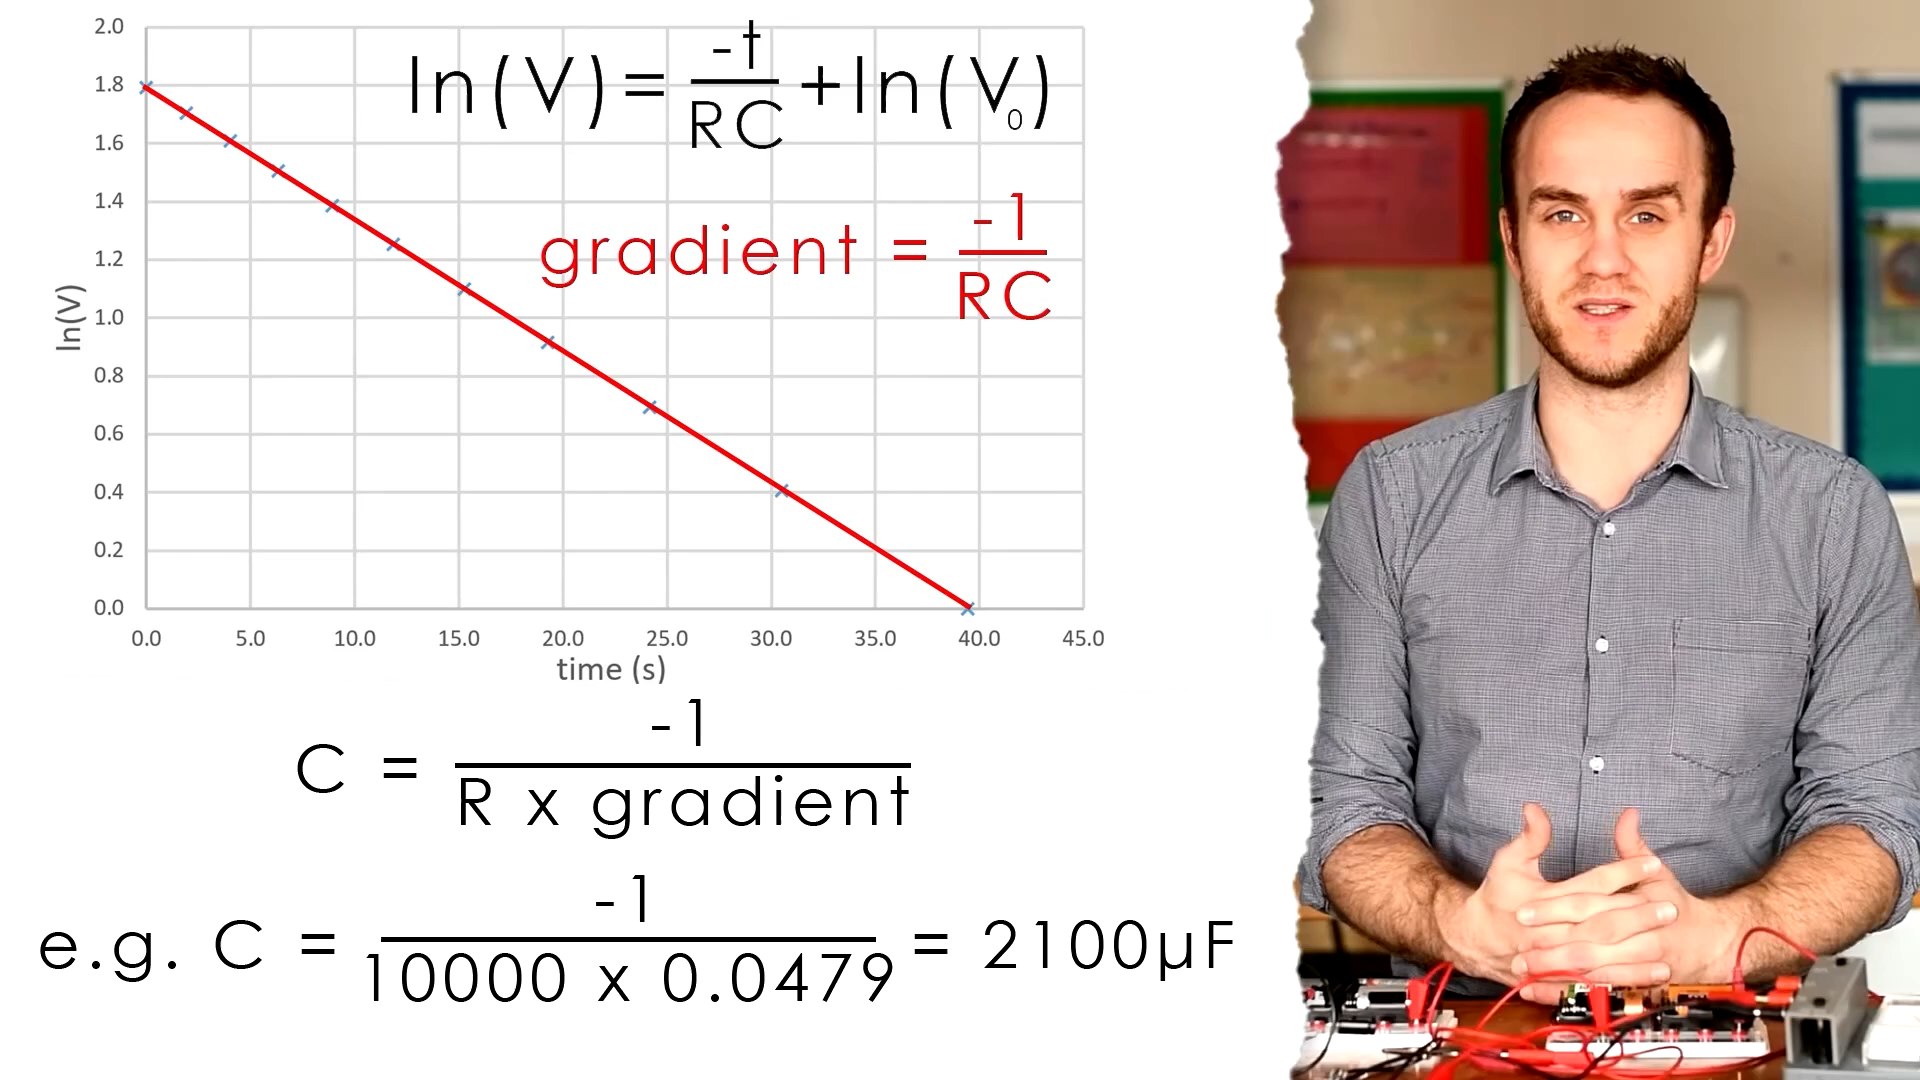 2.0
1.8
1.6
1.4
1.2
1.0
0.8
0.6
0.4
0.2
0.0
ln(V)
0.0 5.0 10.0 15.0 20.0 25.0 30.0 35.0 40.0 45.0
time (s)
ln(V) = -t/RC + ln(V₀)
gradient = -1/RC
C = -1/R x gradient
e.g. C = -1/10000 x 0.0479 = 2100µF